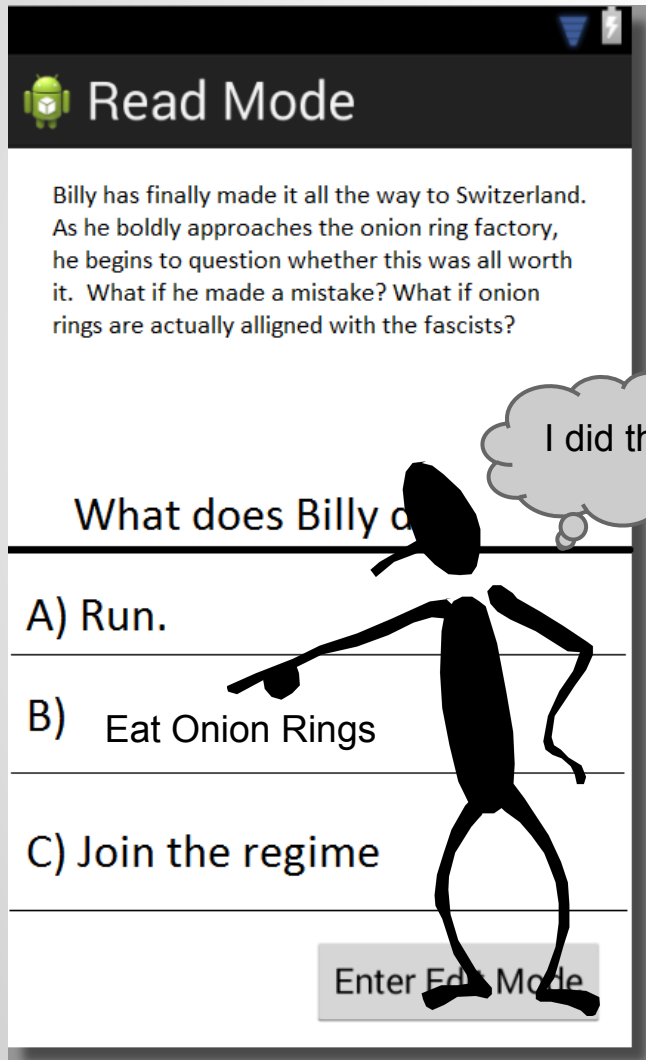 Read Mode
Billy has finally made it all the way to Switzerland.
As he boldly approaches the onion ring factory,
he begins to question whether this was all worth
it. What if he made a mistake? What if onion
rings are actually alligned with the fascists?
I did
What does Billy
A) Run.
B) Eat Onion Rings
C) Join the regime
Enter Edit Mode